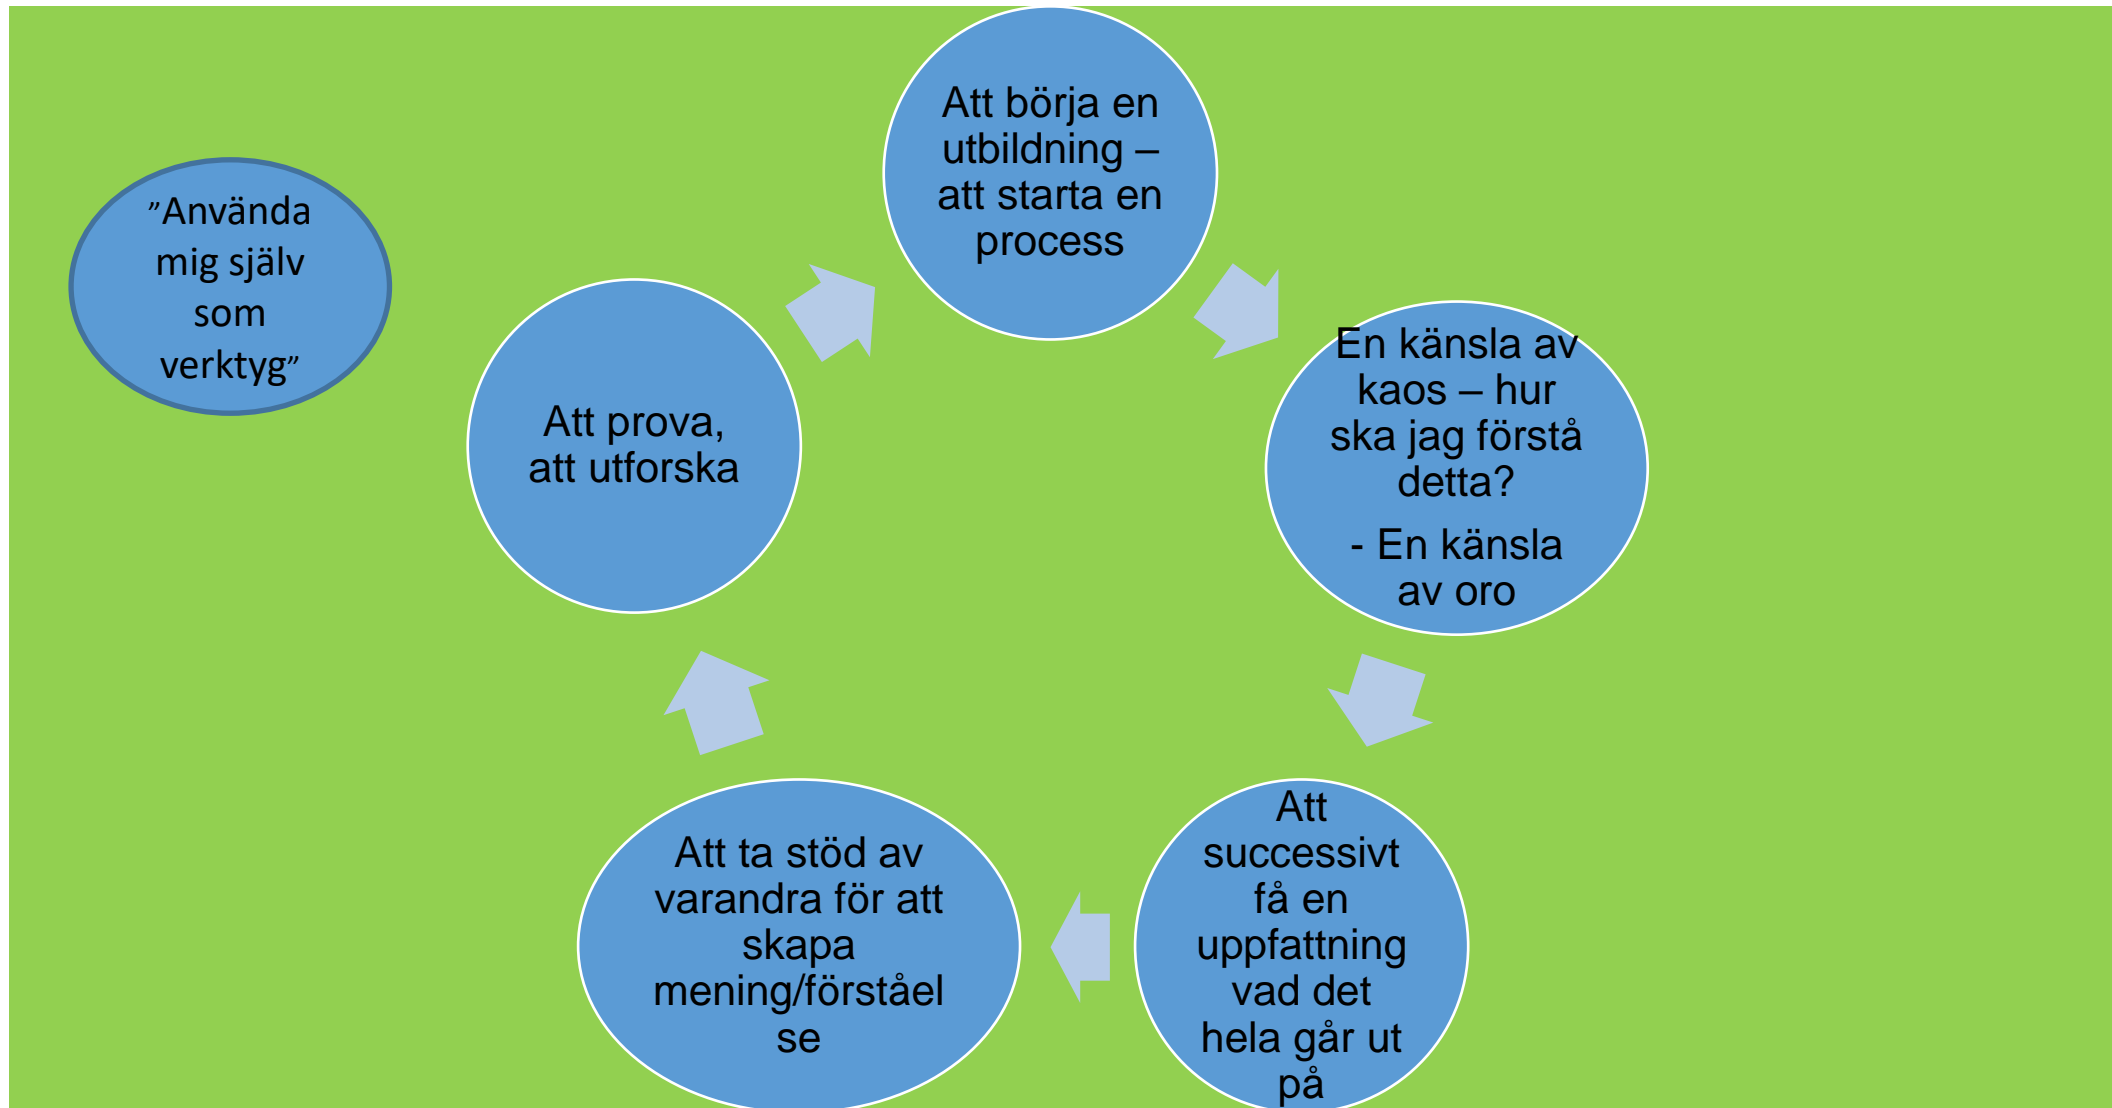 Att börja en
utbildning –
att starta en
process
”Använda
mig själv
som
verktyg”
En känsla av
kaos – hur
ska jag förstå
detta?
- En känsla
av oro
Att
successivt
få en
uppfattning
vad det
hela går ut
på
Att ta stöd av
varandra för att
skapa
mening/förståel
se
Att prova,
att utforska